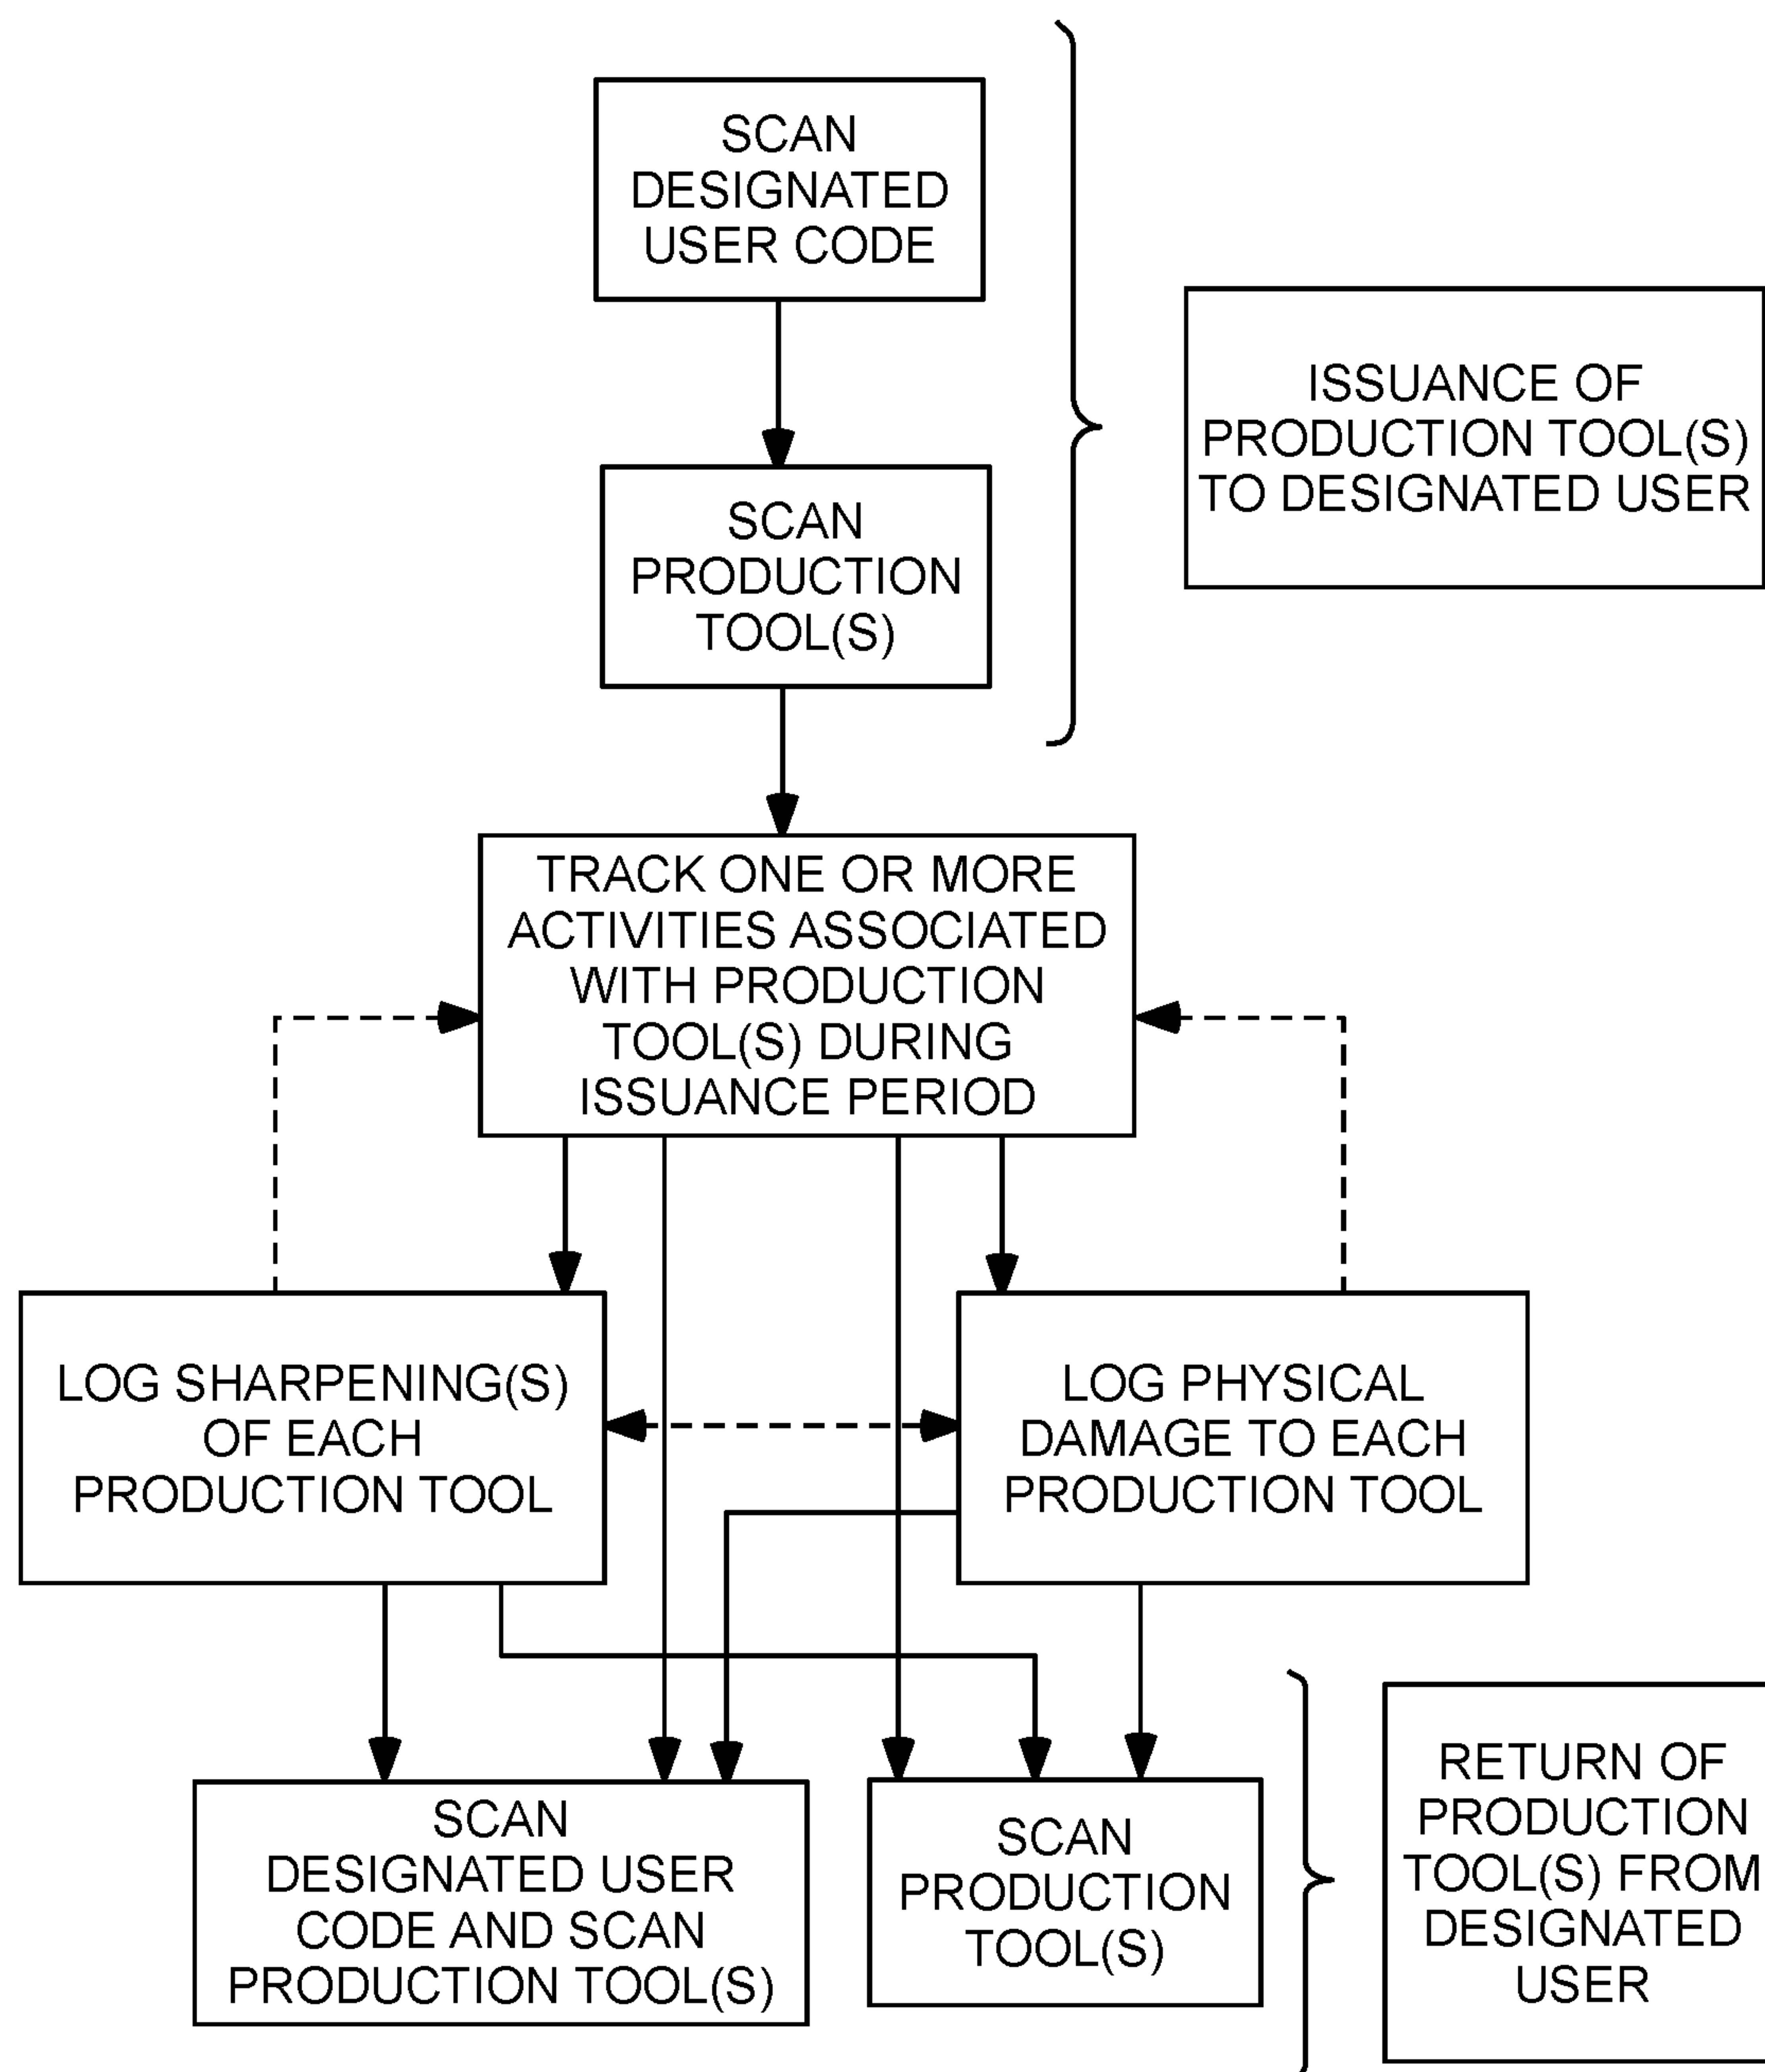 SCAN
DESIGNATED
USER CODE
ISSUANCE OF
PRODUCTION TOOL(S)
TO DESIGNATED USER
SCAN
PRODUCTION
TOOL(S)
TRACK ONE OR MORE
ACTIVITIES ASSOCIATED
WITH PRODUCTION
TOOL(S) DURING
ISSUANCE PERIOD
LOG SHARPENING(S)
OF EACH
PRODUCTION TOOL
LOG PHYSICAL
DAMAGE TO EACH
PRODUCTION TOOL
SCAN
DESIGNATED USER
CODE AND SCAN
PRODUCTION TOOL(S)
SCAN
PRODUCTION
TOOL(S)
RETURN OF
PRODUCTION
TOOL(S) FROM
DESIGNATED
USER